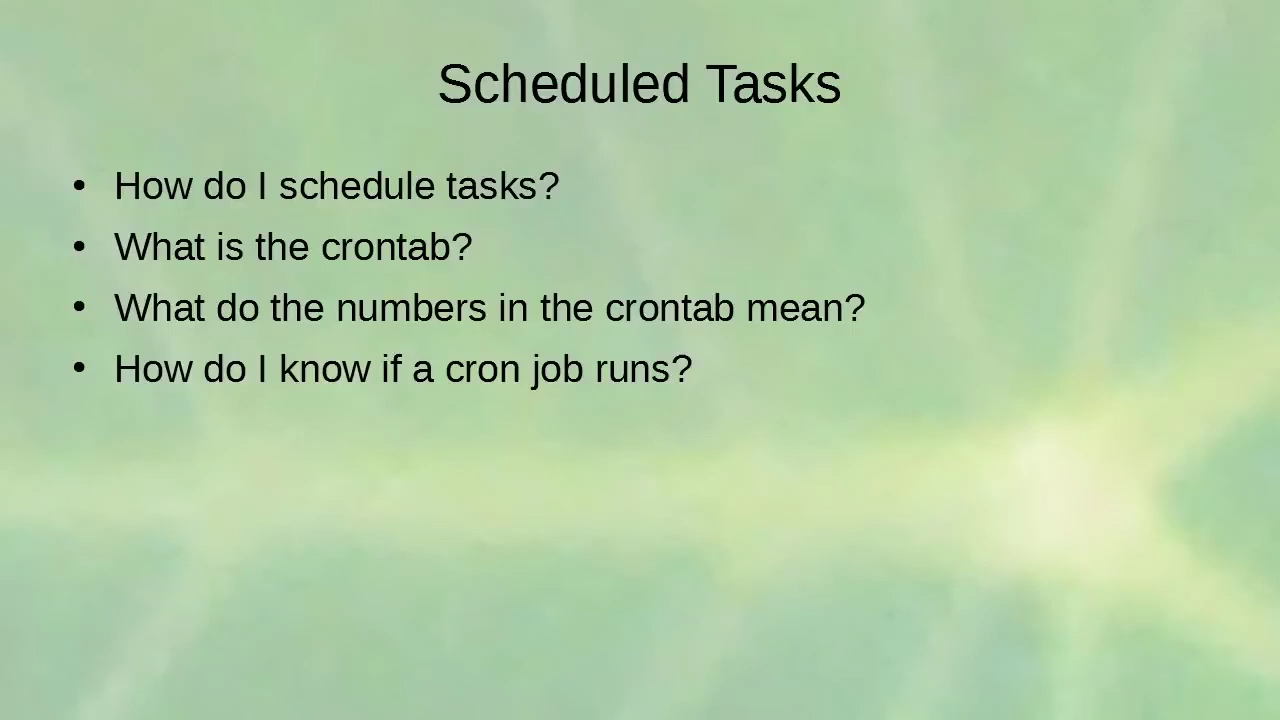 Scheduled Tasks
• How do I schedule tasks?
• What is the crontab?
• What do the numbers in the crontab mean?
• How do I know if a cron job runs?